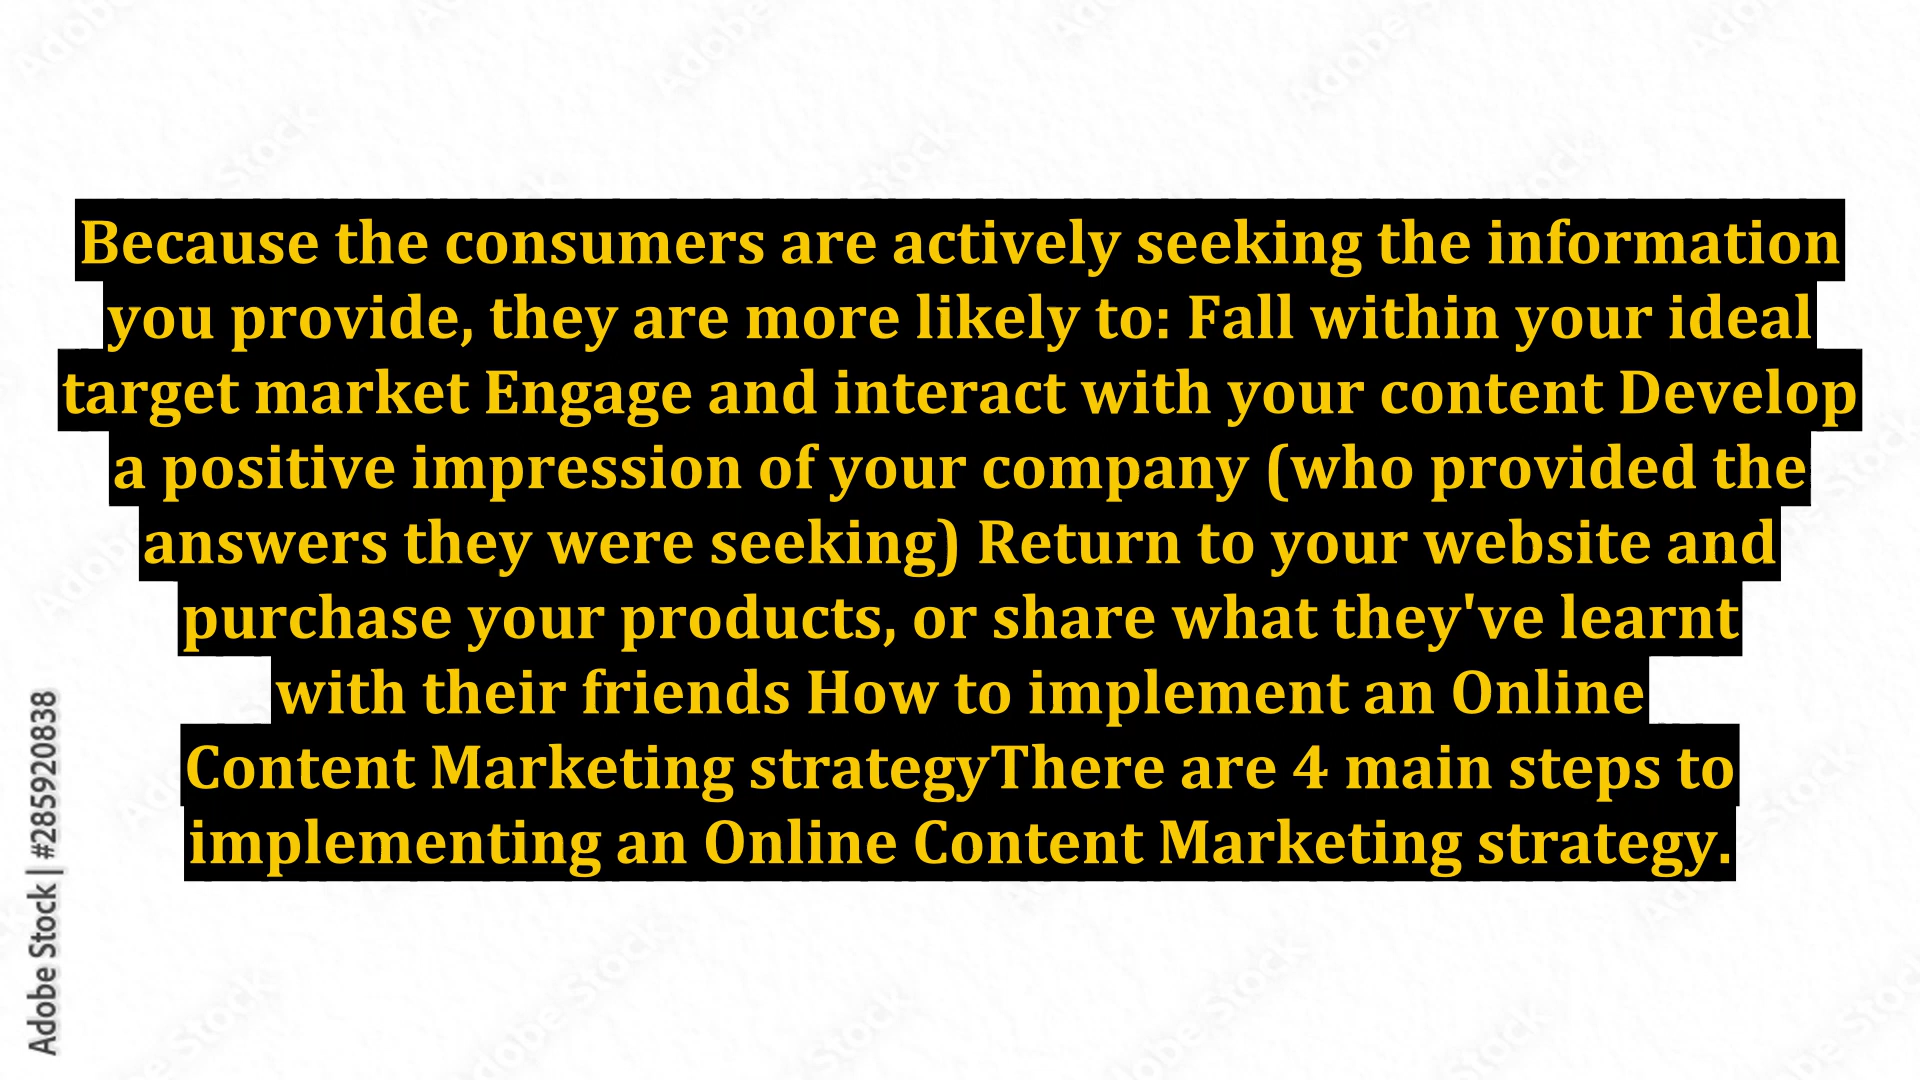 Because the consumers are actively seeking the information
you provide, they are more likely to: Fall within your ideal
target market Engage and interact with your content Develop
a positive impression of your company (who provided the
answers they were seeking) Return to your website and
purchase your products, or share what they've learnt
with their friends How to implement an Online
Content Marketing strategyThere are 4 main steps to
implementing an Online Content Marketing strategy.
Adobe Stock | #285920838